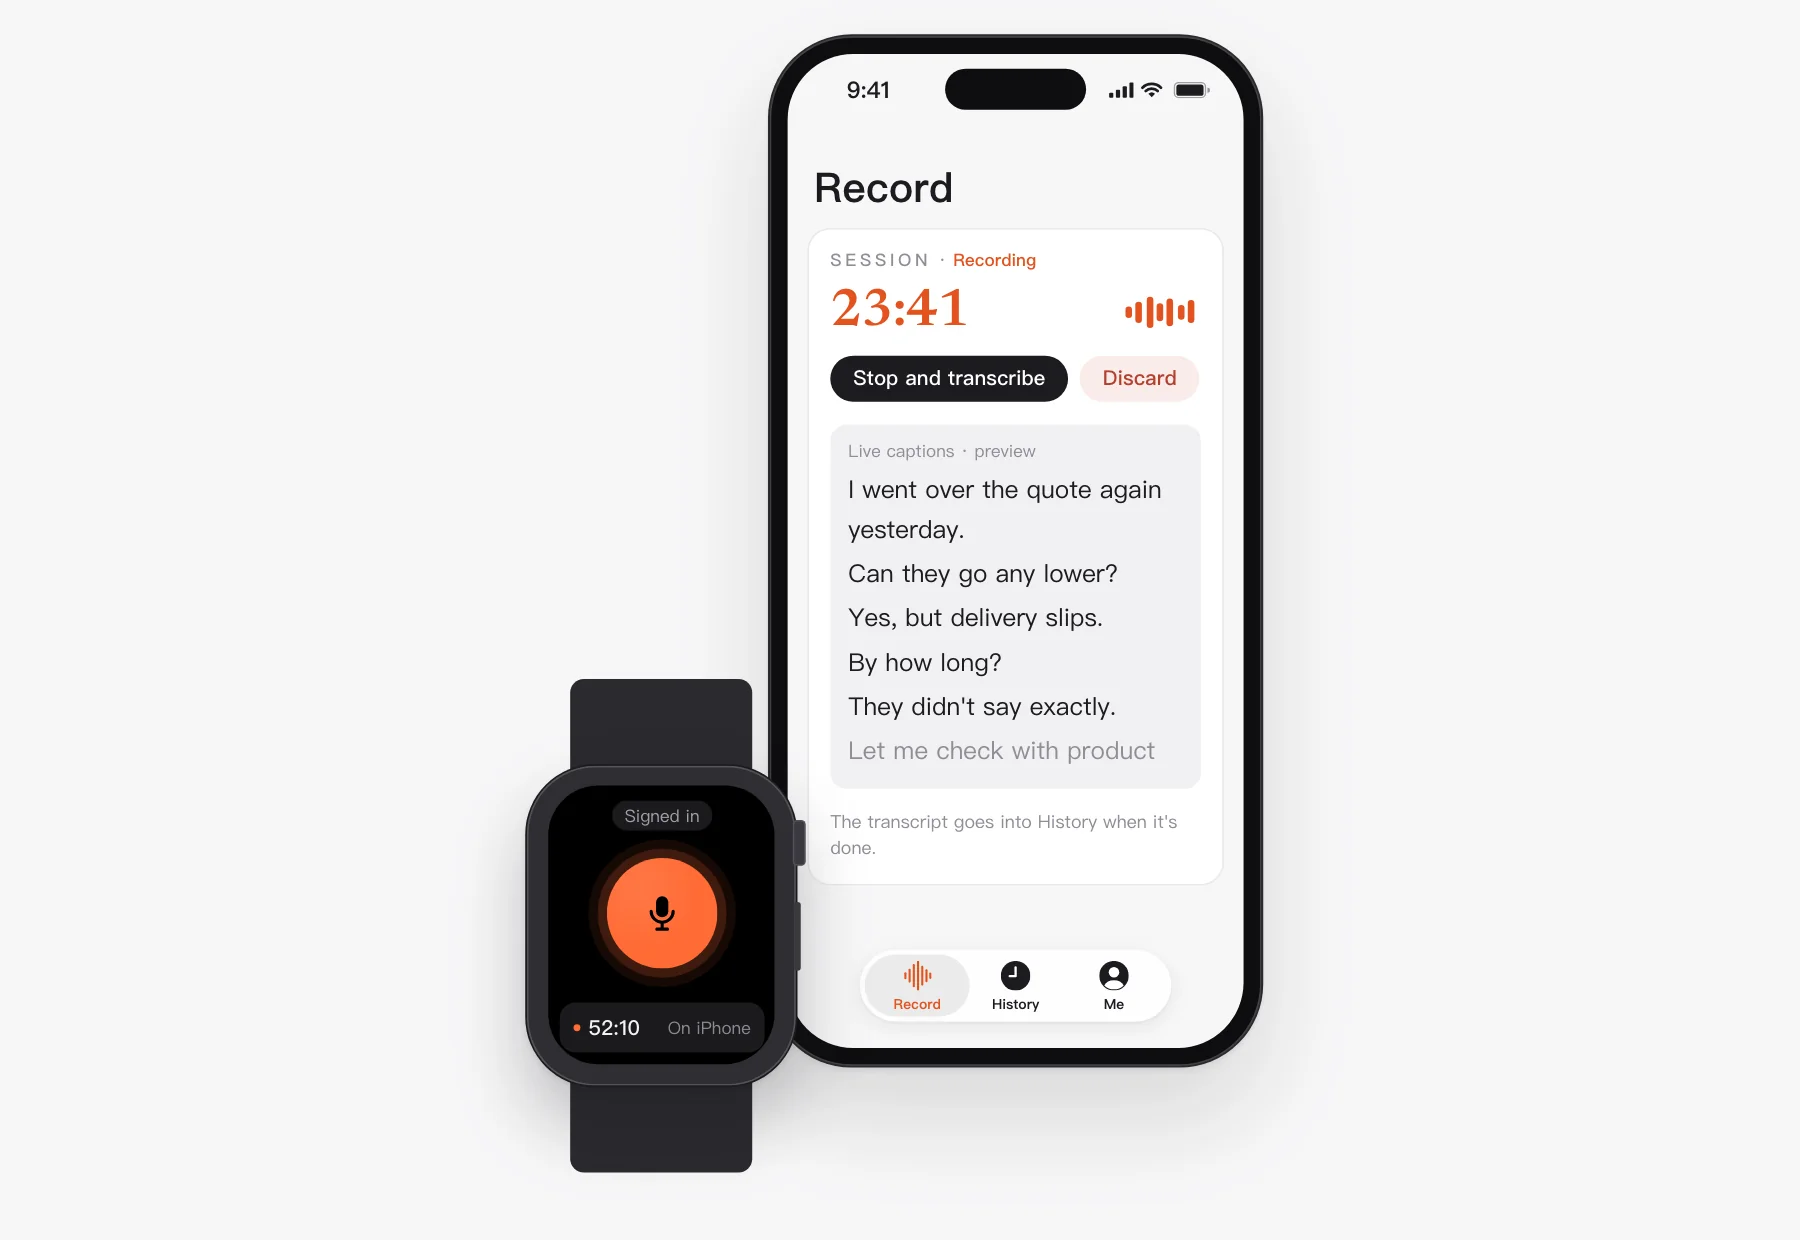 9:41
Record
SESSION · Recording
23:41
Stop and transcribe
Discard
Live captions · preview
I went over the quote again
yesterday.
Can they go any lower?
Yes, but delivery slips.
By how long?
They didn't say exactly.
Let me check with product
The transcript goes into History when it's
done.
Record
History
Me
Signed in
52:10
On iPhone